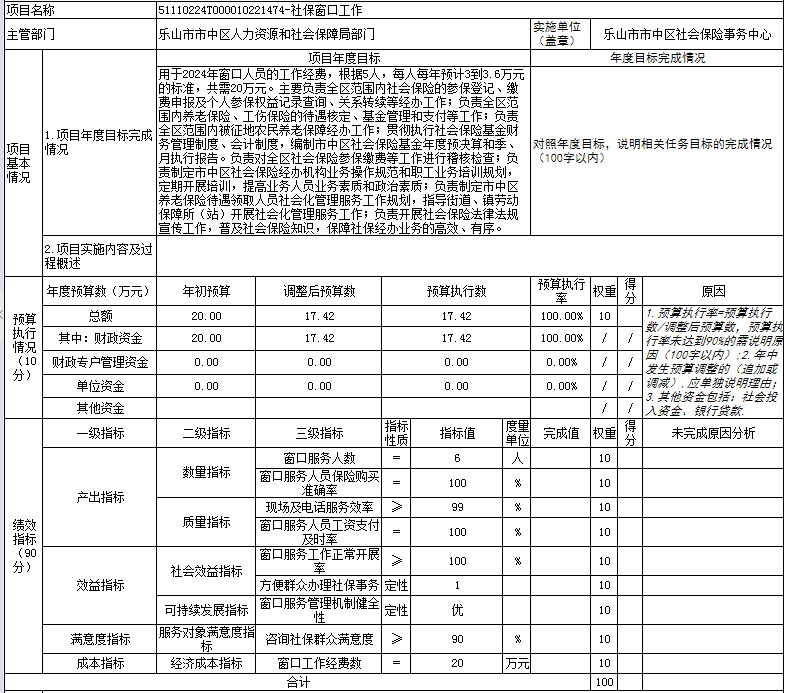 项目名称 51110224T000010221474-社保窗口工作
主管部门 乐山市市中区人力资源和社会保障局部门 实施单位（盖章） 乐山市市中区社会保险事务中心
项目基本情况 1.项目年度目标完成情况 项目年度目标 年度目标完成情况
用于2024年窗口人员的工作经费，根据5人，每人每年预计3到3.6万元
的标准，共需20万元。主要负责全区范围内社会保险的参保登记、缴
费申报及个人参保权益记录查询、关系转续等经办工作；负责全区范
围内养老保险、工伤保险的待遇核定、基金管理和支付等工作；负责
全区范围内被征地农民养老保障经办工作；贯彻执行社会保险基金财
务管理制度、会计制度，编制市中区社会保险基金年度预决算和季、
月执行报告。负责对全区社会保险参保缴费等工作进行稽核检查；负
责制定市中区社会保险经办机构业务操作规范和职工业务培训规划，
定期开展培训，提高业务人员业务素质和政治素质；负责制定市中区
养老保险待遇领取人员社会化管理服务工作规划，指导街道、镇劳动
保障所（站）开展社会化管理服务工作；负责开展社会保险法律法规
宣传工作，普及社会保险知识，保障社保经办业务的高效、有序。
对照年度目标，说明相关任务目标的完成情况
（100字以内）
2.项目实施内容及过程概述
预算执行情况（10分） 年度预算数（万元） 年初预算 调整后预算数 预算执行数 预算执行率 权重 得分 原因
总额 20.00 17.42 17.42 100.00% 10
其中：财政资金 20.00 17.42 17.42 100.00% / /
财政专户管理资金 0.00 0.00 0.00 0.00% / /
单位资金 0.00 0.00 0.00 0.00% / /
其他资金 / /
1.预算执行率=预算执行
数/调整后预算数，预算执
行率未达到90%的需说明原
因（100字以内）；2.年中
发生预算调整的（追加或
调减），应单独说明理由；
3.其他资金包括：社会投
入资金、银行贷款.
绩效指标（90分） 一级指标 二级指标 三级指标 指标性质 指标值 度量单位 完成值 权重 得分 未完成原因分析
产出指标 数量指标 窗口服务人数 ＝ 6 人 10
窗口服务人员保险购买准确率 ＝ 100 % 10
质量指标 现场及电话服务效率 ≥ 99 % 10
窗口服务人员工资支付及时率 ＝ 100 % 10
效益指标 社会效益指标 窗口服务工作正常开展率 ≥ 100 % 10
方便群众办理社保事务 定性 1 10
可持续发展指标 窗口服务管理机制健全性 定性 优 10
满意度指标 服务对象满意度指标 咨询社保群众满意度 ≥ 90 % 10
成本指标 经济成本指标 窗口工作经费数 ＝ 20 万元 10
合计 100